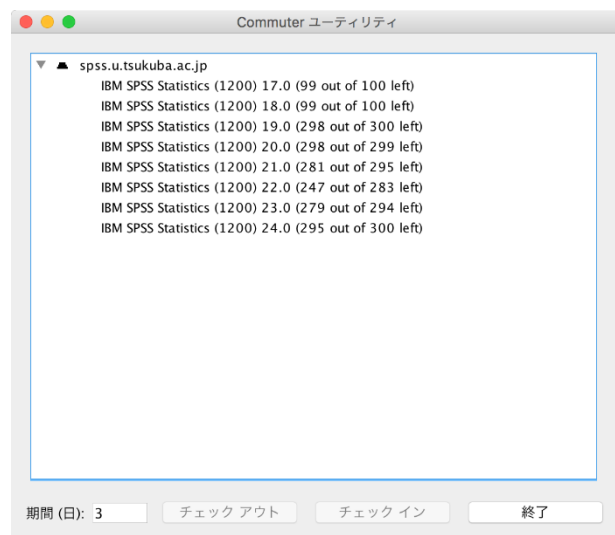 Commuter ユーティリティ
spss.u.tsukuba.ac.jp
IBM SPSS Statistics (1200) 17.0 (99 out of 100 left)
IBM SPSS Statistics (1200) 18.0 (99 out of 100 left)
IBM SPSS Statistics (1200) 19.0 (298 out of 300 left)
IBM SPSS Statistics (1200) 20.0 (298 out of 299 left)
IBM SPSS Statistics (1200) 21.0 (281 out of 295 left)
IBM SPSS Statistics (1200) 22.0 (247 out of 283 left)
IBM SPSS Statistics (1200) 23.0 (279 out of 294 left)
IBM SPSS Statistics (1200) 24.0 (295 out of 300 left)
期間 (日): 3 チェック アウト チェック イン 終了